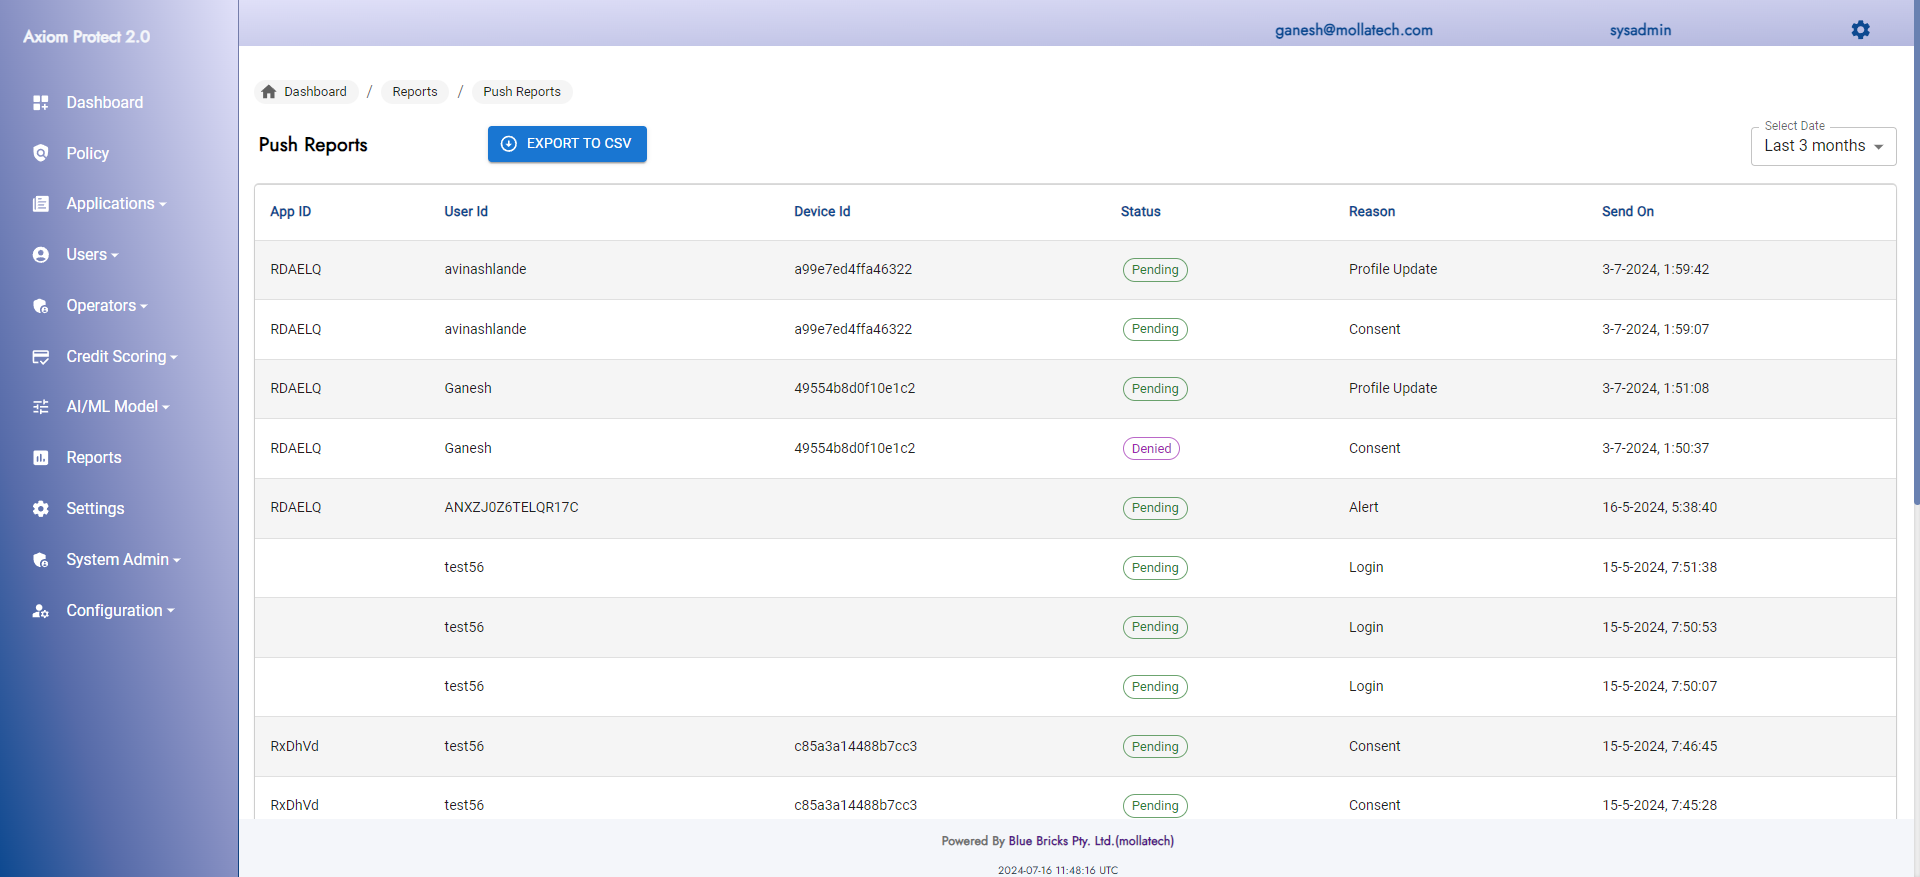 Axiom Protect 2.0
ganesh@mollatech.com sysadmin
Dashboard
Policy
Applications
Users
Operators
Credit Scoring
AI/ML Model
Reports
Settings
System Admin
Configuration
Dashboard / Reports / Push Reports
Push Reports EXPORT TO CSV
Select Date
Last 3 months
App ID User Id Device Id Status Reason Send On
RDAELQ avinashlande a99e7ed4ffa46322 Pending Profile Update 3-7-2024, 1:59:42
RDAELQ avinashlande a99e7ed4ffa46322 Pending Consent 3-7-2024, 1:59:07
RDAELQ Ganesh 49554b8d0f10e1c2 Pending Profile Update 3-7-2024, 1:51:08
RDAELQ Ganesh 49554b8d0f10e1c2 Denied Consent 3-7-2024, 1:50:37
RDAELQ ANXZJ0Z6TELQR17C Pending Alert 16-5-2024, 5:38:40
test56 Pending Login 15-5-2024, 7:51:38
test56 Pending Login 15-5-2024, 7:50:53
test56 Pending Login 15-5-2024, 7:50:07
RxDhVd test56 c85a3a14488b7cc3 Pending Consent 15-5-2024, 7:46:45
RxDhVd test56 c85a3a14488b7cc3 Pending Consent 15-5-2024, 7:45:28
Powered By Blue Bricks Pty. Ltd.(mollatech)
2024-07-16 11:48:16 UTC